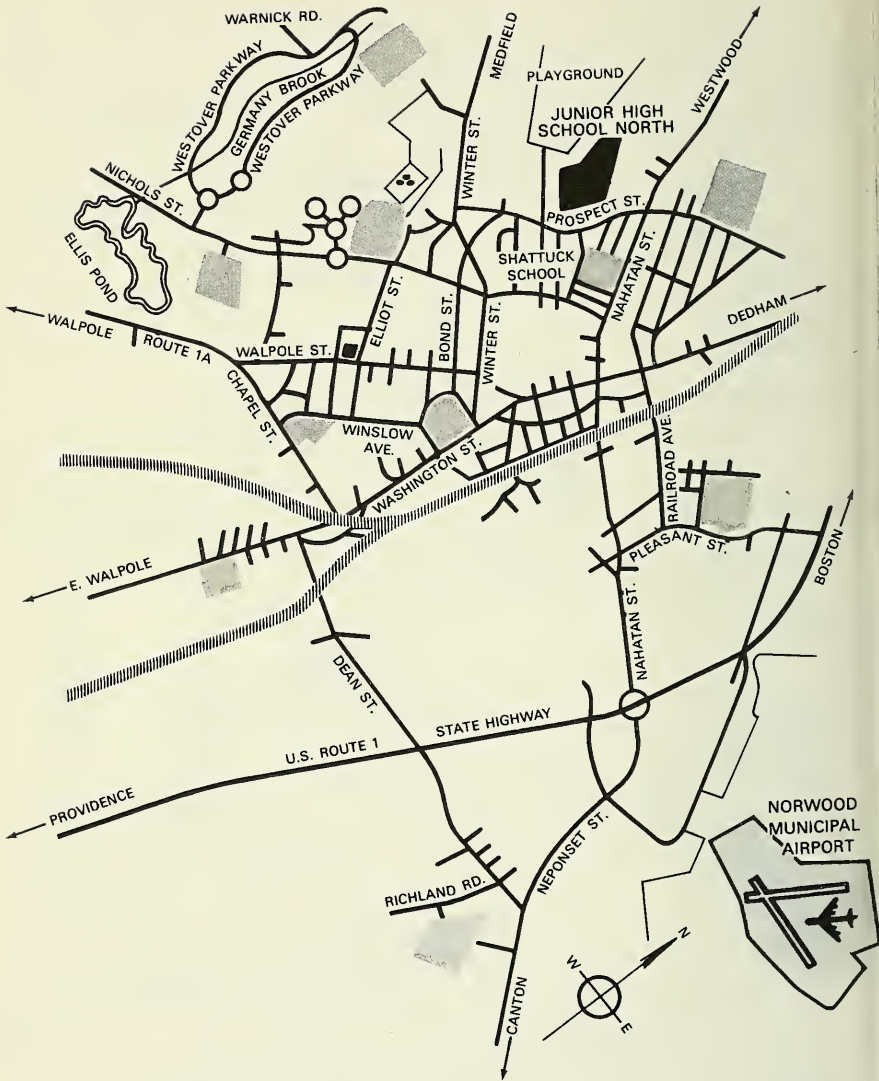 WARNICK RD.
WESTOVER PARKWAY
GERMANY BROOK
WESTOVER PARKWAY
MEDFIELD
PLAYGROUND
JUNIOR HIGH
SCHOOL NORTH
WESTWOOD
WINTER ST.
NICHOLS ST.
PROSPECT ST.
ELLIS POND
SHATTUCK
SCHOOL
NAHATAN ST.
ELLIOT ST.
BOND ST.
WINTER ST.
DEDHAM
WALPOLE
ROUTE 1A
WALPOLE ST.
CHAPEL ST.
WINSLOW
AVE.
WASHINGTON ST.
RAILROAD AVE.
PLEASANT ST.
BOSTON
E. WALPOLE
NAHATAN ST.
DEAN ST.
STATE HIGHWAY
U.S. ROUTE 1
PROVIDENCE
NORWOOD
MUNICIPAL
AIRPORT
NEPONSET ST.
RICHLAND RD.
CANTON
W
N
E